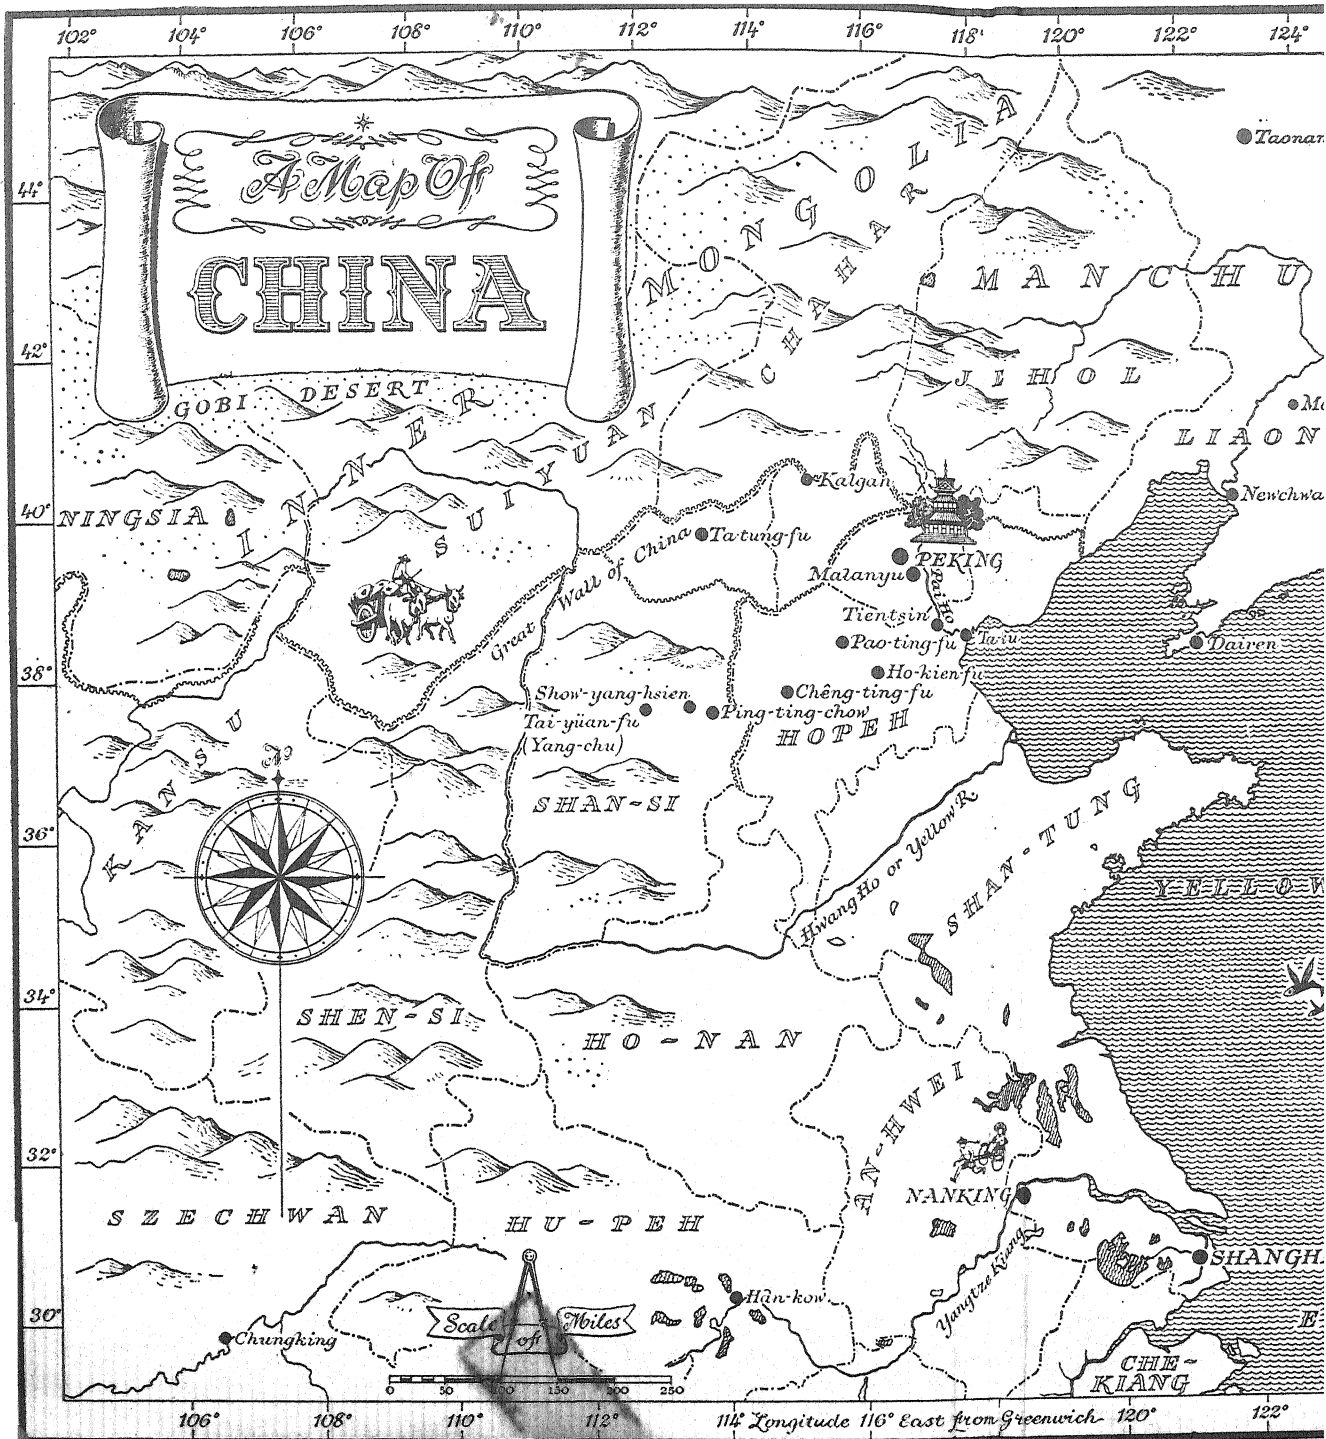 102° 104° 106° 108° 110° 112° 114° 116° 118° 120° 122° 124°
A Map Of
CHINA
44°
42°
40°
38°
36°
34°
32°
30°
Taonan
MONGOLIA
CHAHAR
MANCHU
JEHOL
LIAON
GOBI DESERT
INNER
SUIYUAN
NINGSIA
Kalgan
Newchwa
Great Wall of China
Ta-tung-fu
PEKING
Malanyu
Pai Ho
Tientsin
Pao-ting-fu
Dairen
Ho-kien-fu
Show-yang-hsien
Chêng-ting-fu
Tai-yüan-fu
Ping-ting-chow
(Yang-chu)
HOPEH
KANSU
N
SHAN-SI
SHAN-TUNG
Hwang Ho or Yellow R.
YELLOW
SHEN-SI
HO-NAN
AN-HWEI
NANKING
SZECHWAN
HU-PEH
SHANGHA
Yangtze Kiang
Han-kow
E
Scale of Miles
Chungking
CHE-
KIANG
0 50 100 150 200 250
106° 108° 110° 112° 114° Longitude 116° East from Greenwich 120° 122°